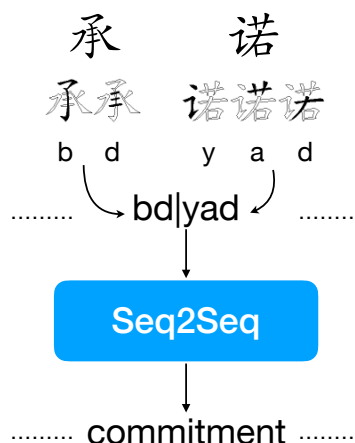 承 诺
承承 诺诺诺
b d y a d
......... bd|yad .........
Seq2Seq
......... commitment .........